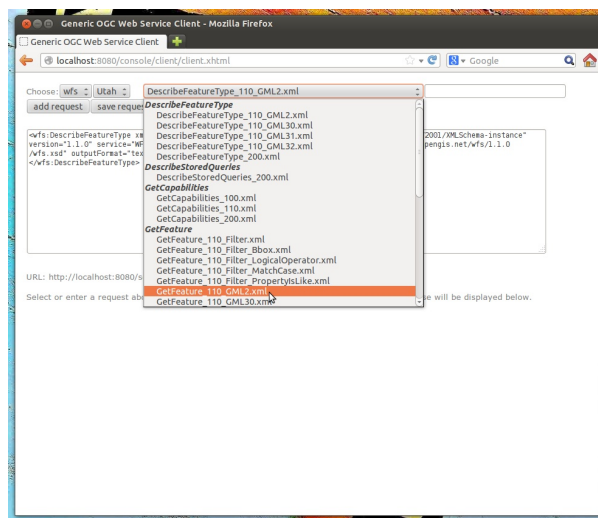 Generic OGC Web Service Client - Mozilla Firefox
Generic OGC Web Service Client
localhost:8080/console/client/client.xhtml
Google
Choose: wfs Utah DescribeFeatureType_110_GML2.xml
add request save reque
DescribeFeatureType
DescribeFeatureType_110_GML2.xml
DescribeFeatureType_110_GML30.xml
DescribeFeatureType_110_GML31.xml
DescribeFeatureType_110_GML32.xml
DescribeFeatureType_200.xml
DescribeStoredQueries
DescribeStoredQueries_200.xml
GetCapabilities
GetCapabilities_100.xml
GetCapabilities_110.xml
GetCapabilities_200.xml
GetFeature
GetFeature_110_Filter.xml
GetFeature_110_Filter_Bbox.xml
GetFeature_110_Filter_LogicalOperator.xml
GetFeature_110_Filter_MatchCase.xml
GetFeature_110_Filter_PropertyIsLike.xml
GetFeature_110_GML2.xml
GetFeature_110_GML30.xml
<wfs:DescribeFeatureType xm 2001/XMLSchema-instance"
version="1.1.0" service="WF pengis.net/wfs/1.1.0
/wfs.xsd" outputFormat="tex
</wfs:DescribeFeatureType>
URL: http://localhost:8080/s
Select or enter a request abo se will be displayed below.